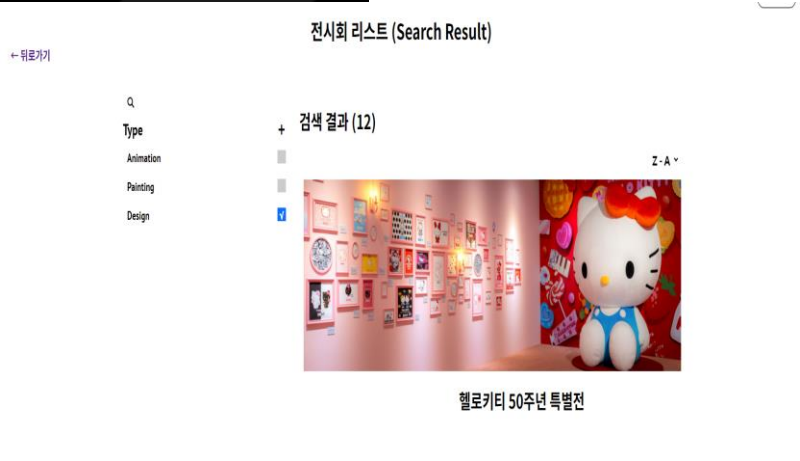 전시회 리스트 (Search Result)
← 뒤로가기
Type +
Animation
Painting
Design
검색 결과 (12)
Z - A
헬로키티 50주년 특별전